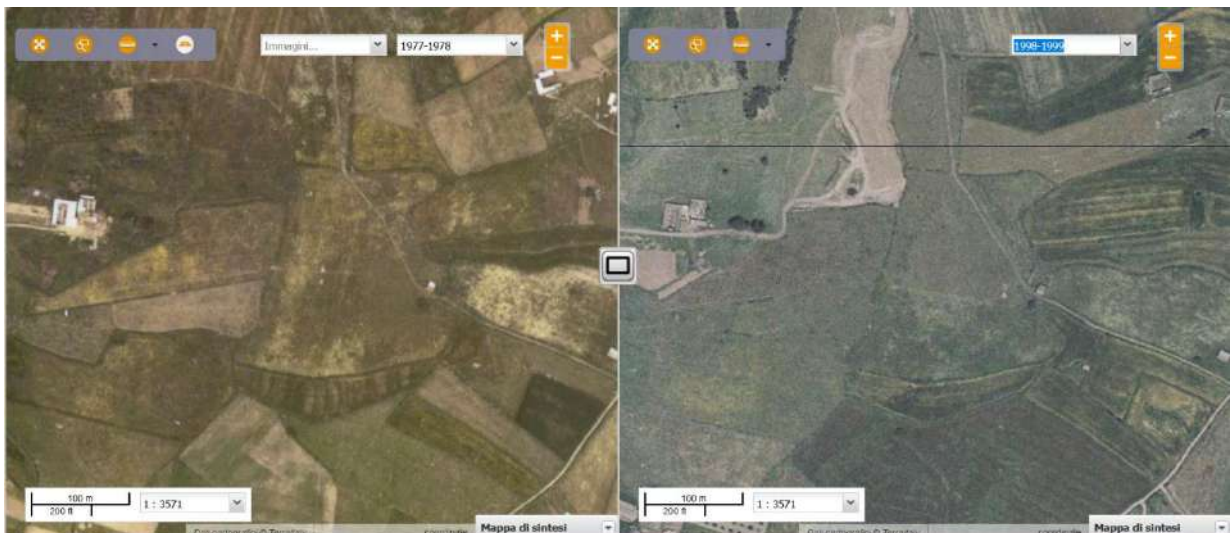 Immagini...
1977-1978
1998-1999
100 m
200 ft
1 : 3571
Mappa di sintesi
100 m
200 ft
1 : 3571
Mappa di sintesi